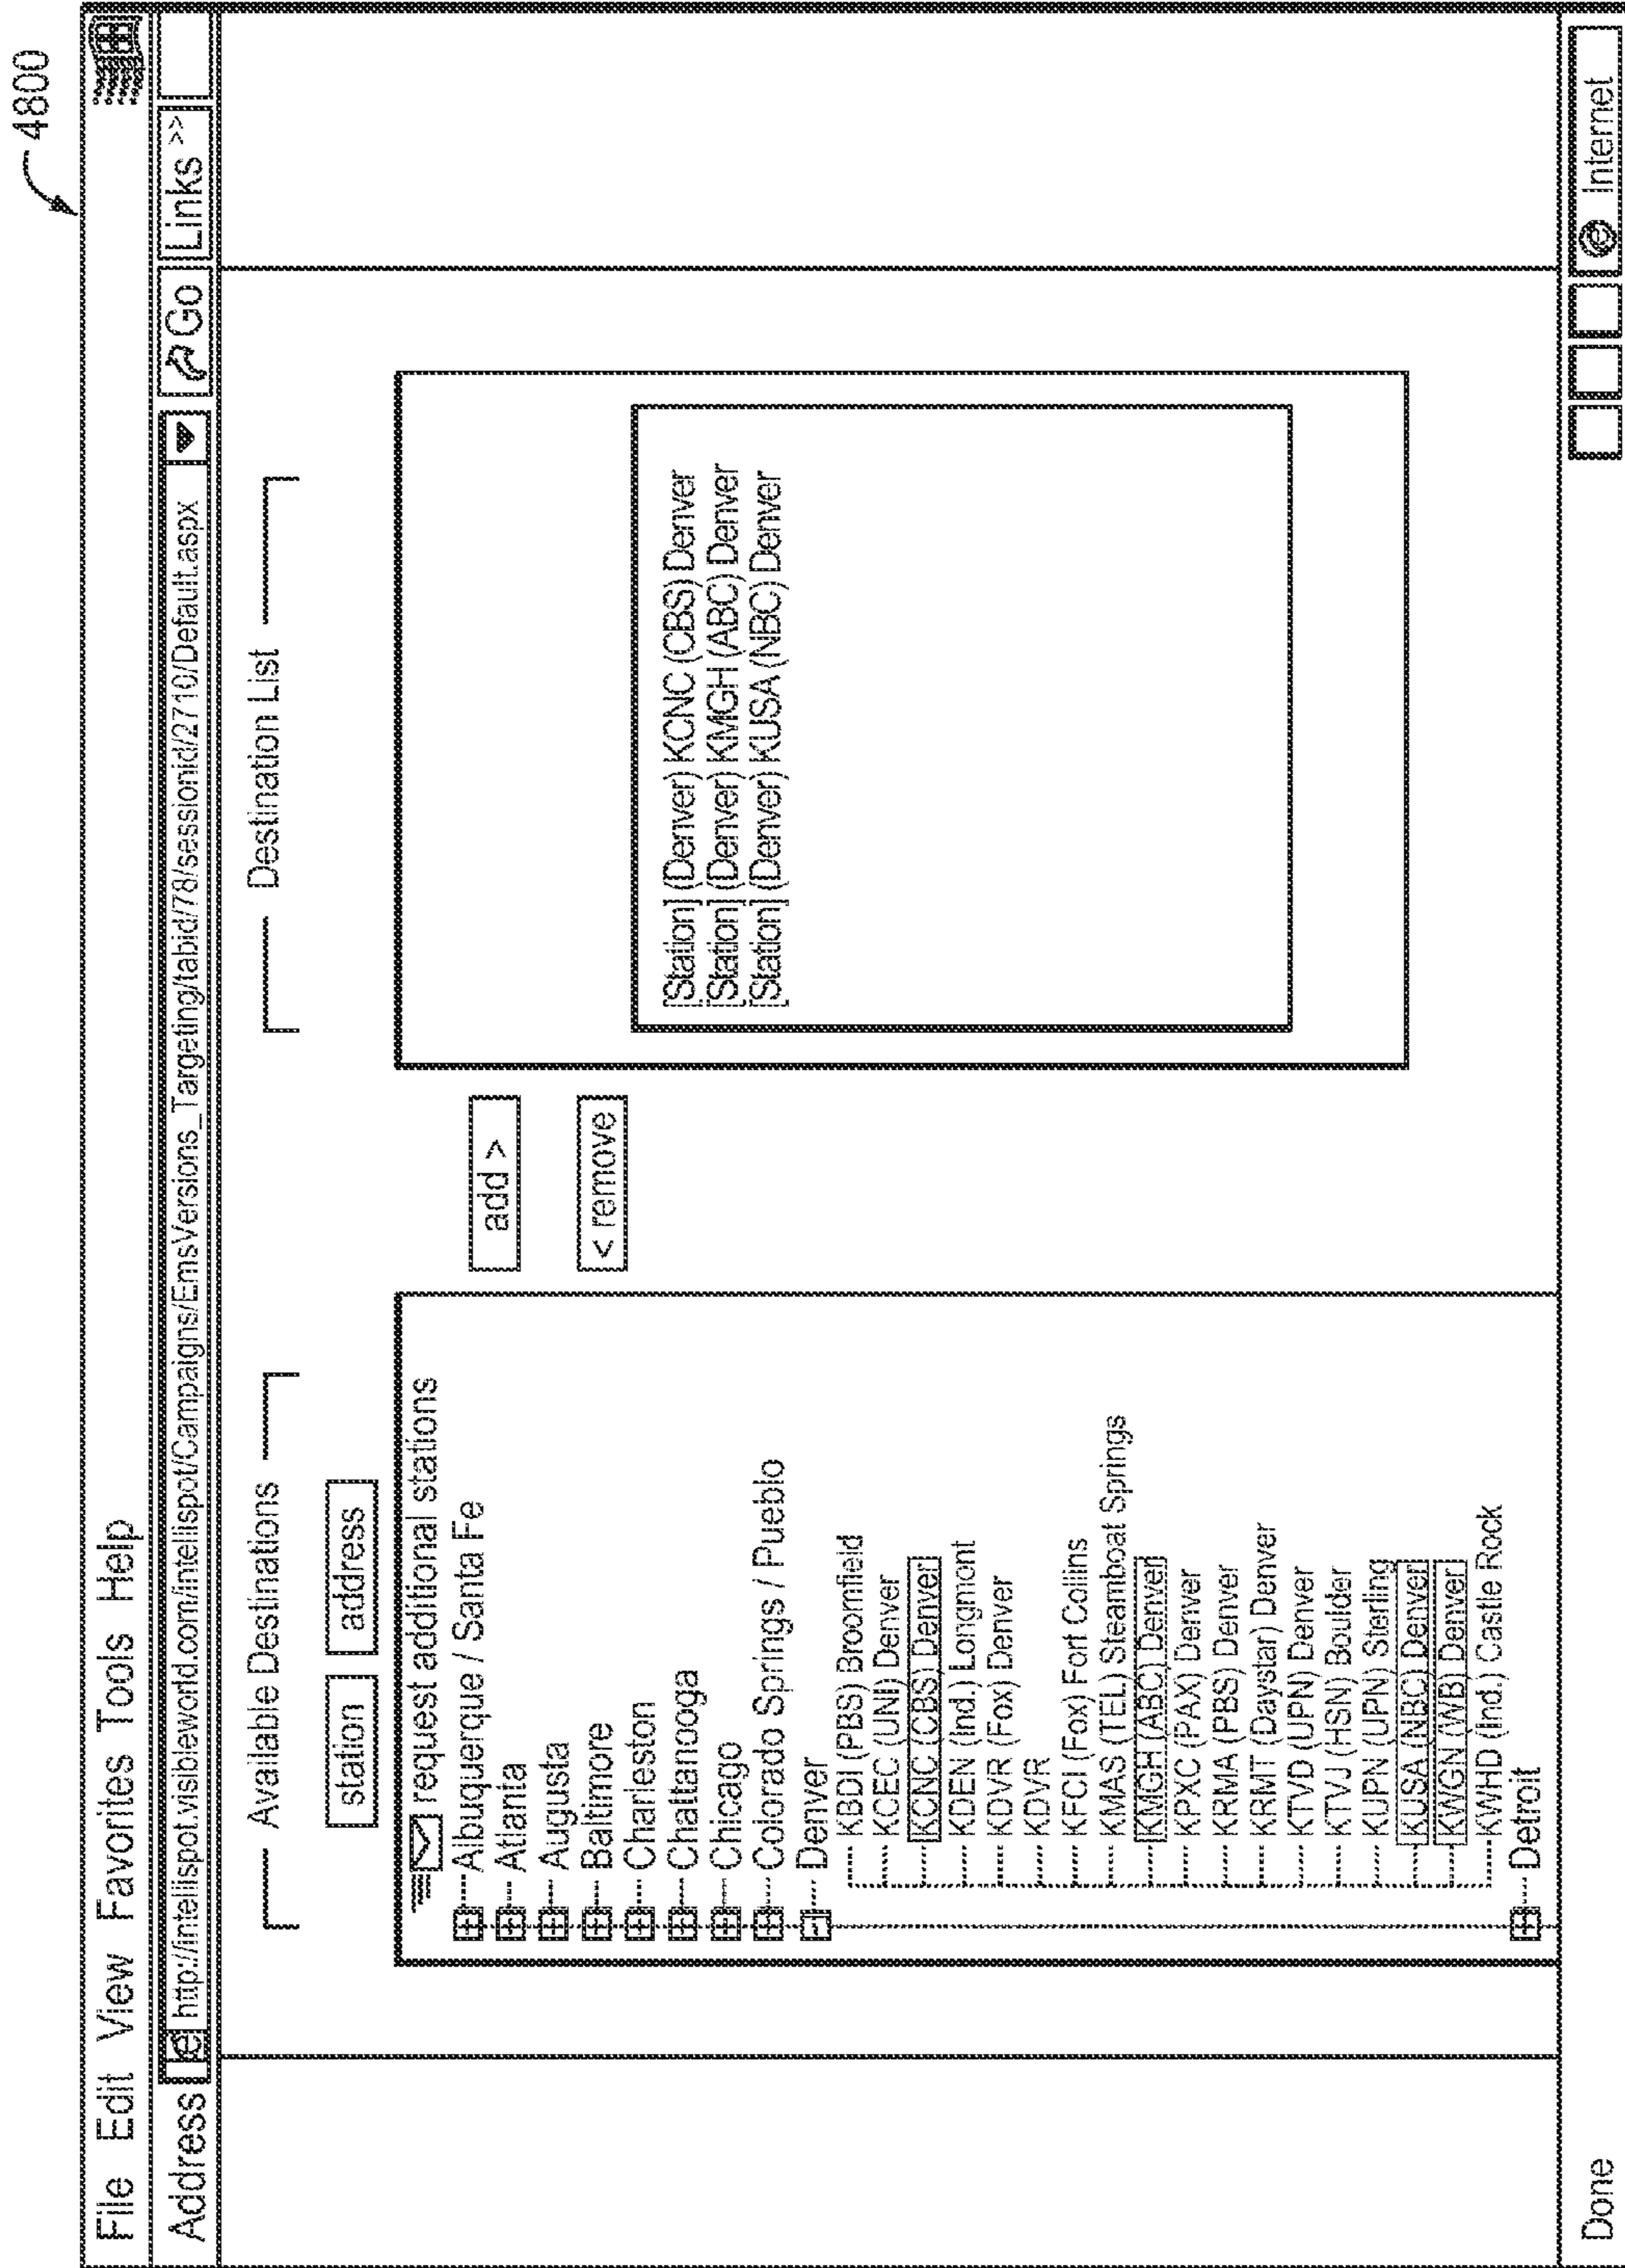 4800
File Edit View Favorites Tools Help
Address http://intellispot.visibleworld.com/intellispot/Campaigns/EmsVersions_Targeting/tabid/78/sessionid/2710/Default.aspx Go Links >>
Available Destinations
station address
request additional stations
Albuquerque / Santa Fe
Atlanta
Augusta
Baltimore
Charleston
Chattanooga
Chicago
Colorado Springs / Pueblo
Denver
KBDI (PBS) Broomfield
KCEC (UNI) Denver
KCNC (CBS) Denver
KDEN (Ind.) Longmont
KDVR (Fox) Denver
KDVR
KFCI (Fox) Fort Collins
KMAS (TEL) Steamboat Springs
KMGH (ABC) Denver
KPXC (PAX) Denver
KRMA (PBS) Denver
KRMT (Daystar) Denver
KTVD (UPN) Denver
KTVJ (HSN) Boulder
KUPN (UPN) Sterling
KUSA (NBC) Denver
KWGN (WB) Denver
KWHD (Ind.) Castle Rock
Detroit
add >
< remove
Destination List
[Station] (Denver) KCNC (CBS) Denver
[Station] (Denver) KMGH (ABC) Denver
[Station] (Denver) KUSA (NBC) Denver
Done
Internet